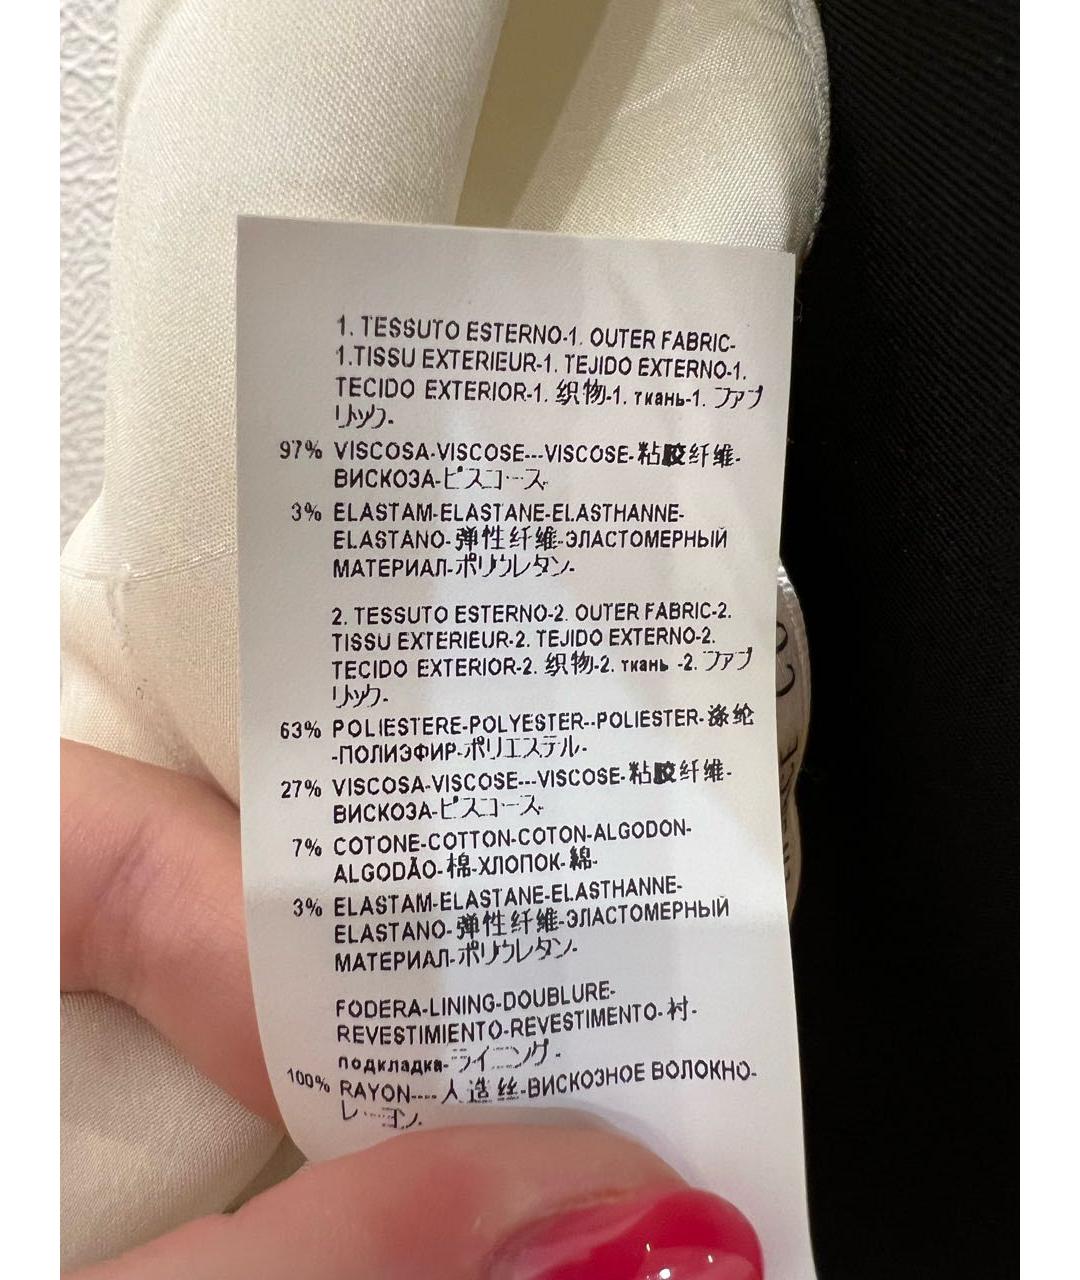 1. TESSUTO ESTERNO-1. OUTER FABRIC-
1.TISSU EXTERIEUR-1. TEJIDO EXTERNO-1.
TECIDO EXTERIOR-1. 织物-1. ткань-1. ファブ
リック.
97% VISCOSA-VISCOSE---VISCOSE-粘胶纤维-
ВИСКОЗА-ビスコース-
3% ELASTAM-ELASTANE-ELASTHANNE-
ELASTANO-弹性纤维-ЭЛАСТОМЕРНЫЙ
МАТЕРИАЛ-ポリウレタン-
2. TESSUTO ESTERNO-2. OUTER FABRIC-2.
TISSU EXTERIEUR-2. TEJIDO EXTERNO-2.
TECIDO EXTERIOR-2. 织物-2. ткань -2. ファブ
リック-
63% POLIESTERE-POLYESTER--POLIESTER-涤纶
-ПОЛИЭФИР-ポリエステル-
27% VISCOSA-VISCOSE---VISCOSE-粘胶纤维-
ВИСКОЗА-ビスコース
7% COTONE-COTTON-COTON-ALGODON-
ALGODÃO-棉-ХЛОПОК-綿-
3% ELASTAM-ELASTANE-ELASTHANNE-
ELASTANO-弹性纤维-ЭЛАСТОМЕРНЫЙ
МАТЕРИАЛ-ポリウレタン-
FODERA-LINING-DOUBLURE-
REVESTIMIENTO-REVESTIMENTO-衬-
подкладка-ライニング-
100% RAYON----人造丝-ВИСКОЗНОЕ ВОЛОКНО-
レーヨン.